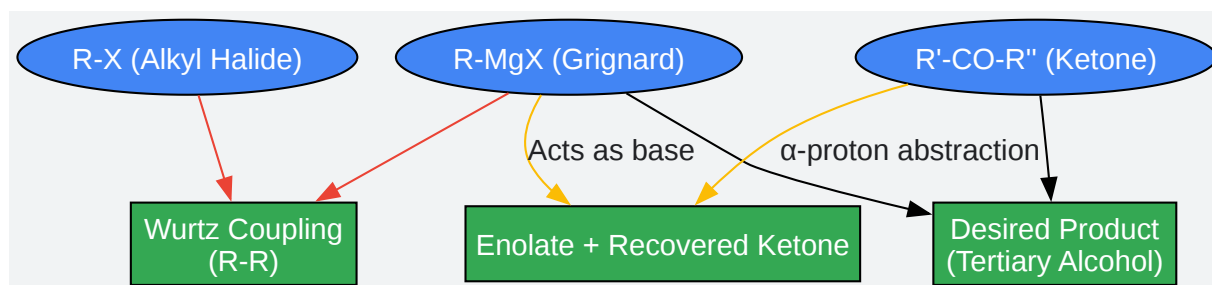 R-X (Alkyl Halide)
R-MgX (Grignard)
R'-CO-R" (Ketone)
Acts as base
α-proton abstraction
Wurtz Coupling
(R-R)
Enolate + Recovered Ketone
Desired Product
(Tertiary Alcohol)